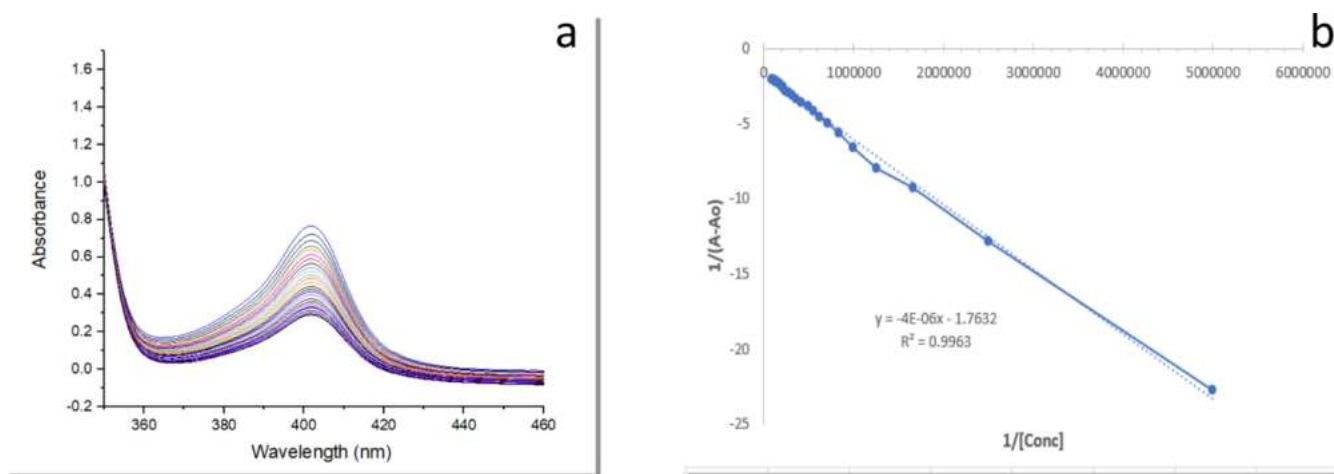 a
1.6
1.4
1.2
1.0
0.8
0.6
0.4
0.2
0.0
-0.2
Absorbance
360 380 400 420 440 460
Wavelength (nm)
b
0
0 1000000 2000000 3000000 4000000 5000000 6000000
-5
-10
-15
-20
-25
1/(A-Ao)
y = -4E-06x - 1.7632
R² = 0.9963
1/[Conc]